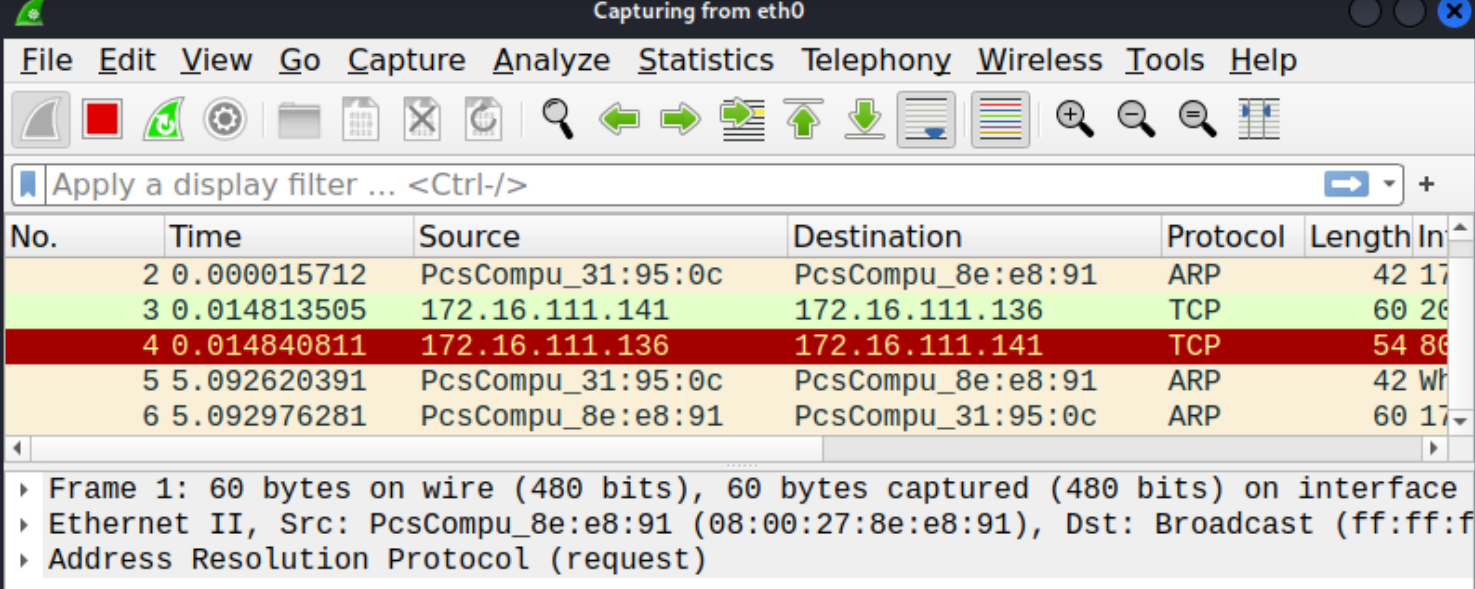 Capturing from eth0
File Edit View Go Capture Analyze Statistics Telephony Wireless Tools Help
Apply a display filter ... <Ctrl-/>
No. Time Source Destination Protocol Length
2 0.000015712 PcsCompu_31:95:0c PcsCompu_8e:e8:91 ARP 42 17
3 0.014813505 172.16.111.141 172.16.111.136 TCP 60 20
4 0.014840811 172.16.111.136 172.16.111.141 TCP 54 80
5 5.092620391 PcsCompu_31:95:0c PcsCompu_8e:e8:91 ARP 42 Wh
6 5.092976281 PcsCompu_8e:e8:91 PcsCompu_31:95:0c ARP 60 17
Frame 1: 60 bytes on wire (480 bits), 60 bytes captured (480 bits) on interface
Ethernet II, Src: PcsCompu_8e:e8:91 (08:00:27:8e:e8:91), Dst: Broadcast (ff:ff:f
Address Resolution Protocol (request)